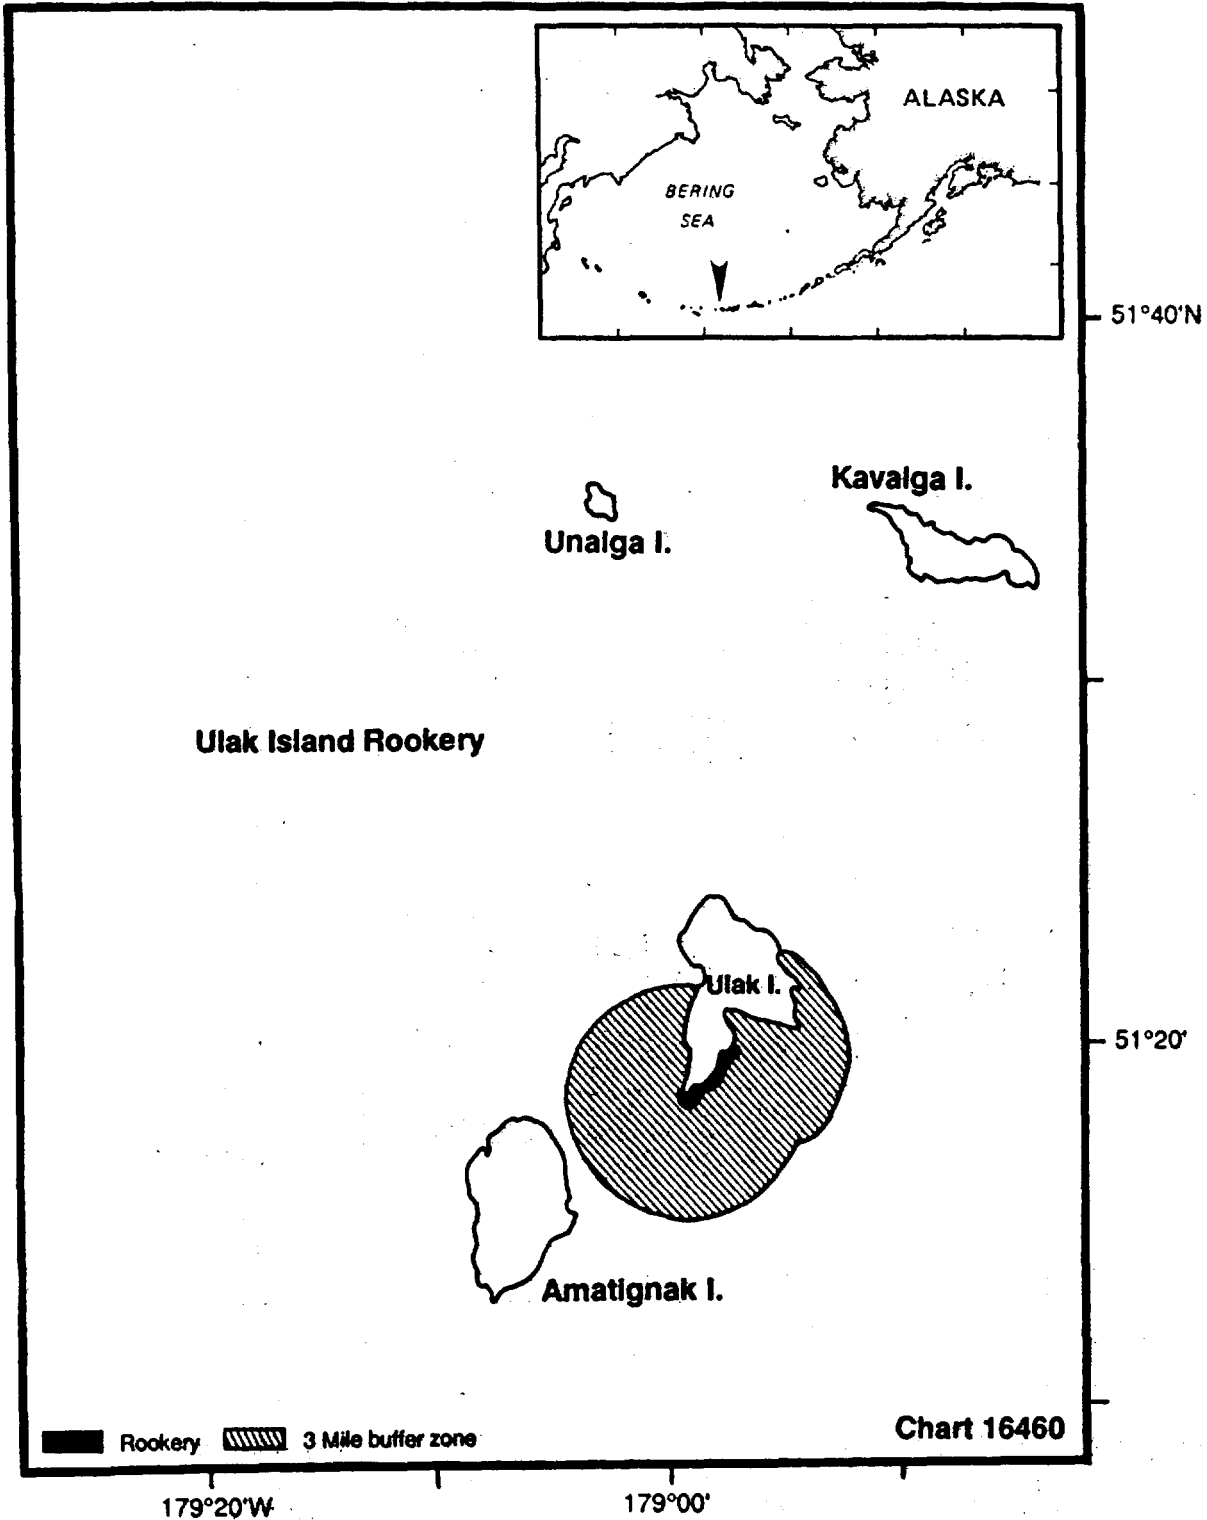 ALASKA
BERING
SEA
51°40'N
Kavalga I.
Unalga I.
Ulak Island Rookery
Ulak I.
51°20'
Amatignak I.
Chart 16460
Rookery
3 Mile buffer zone
179°20'W
179°00'